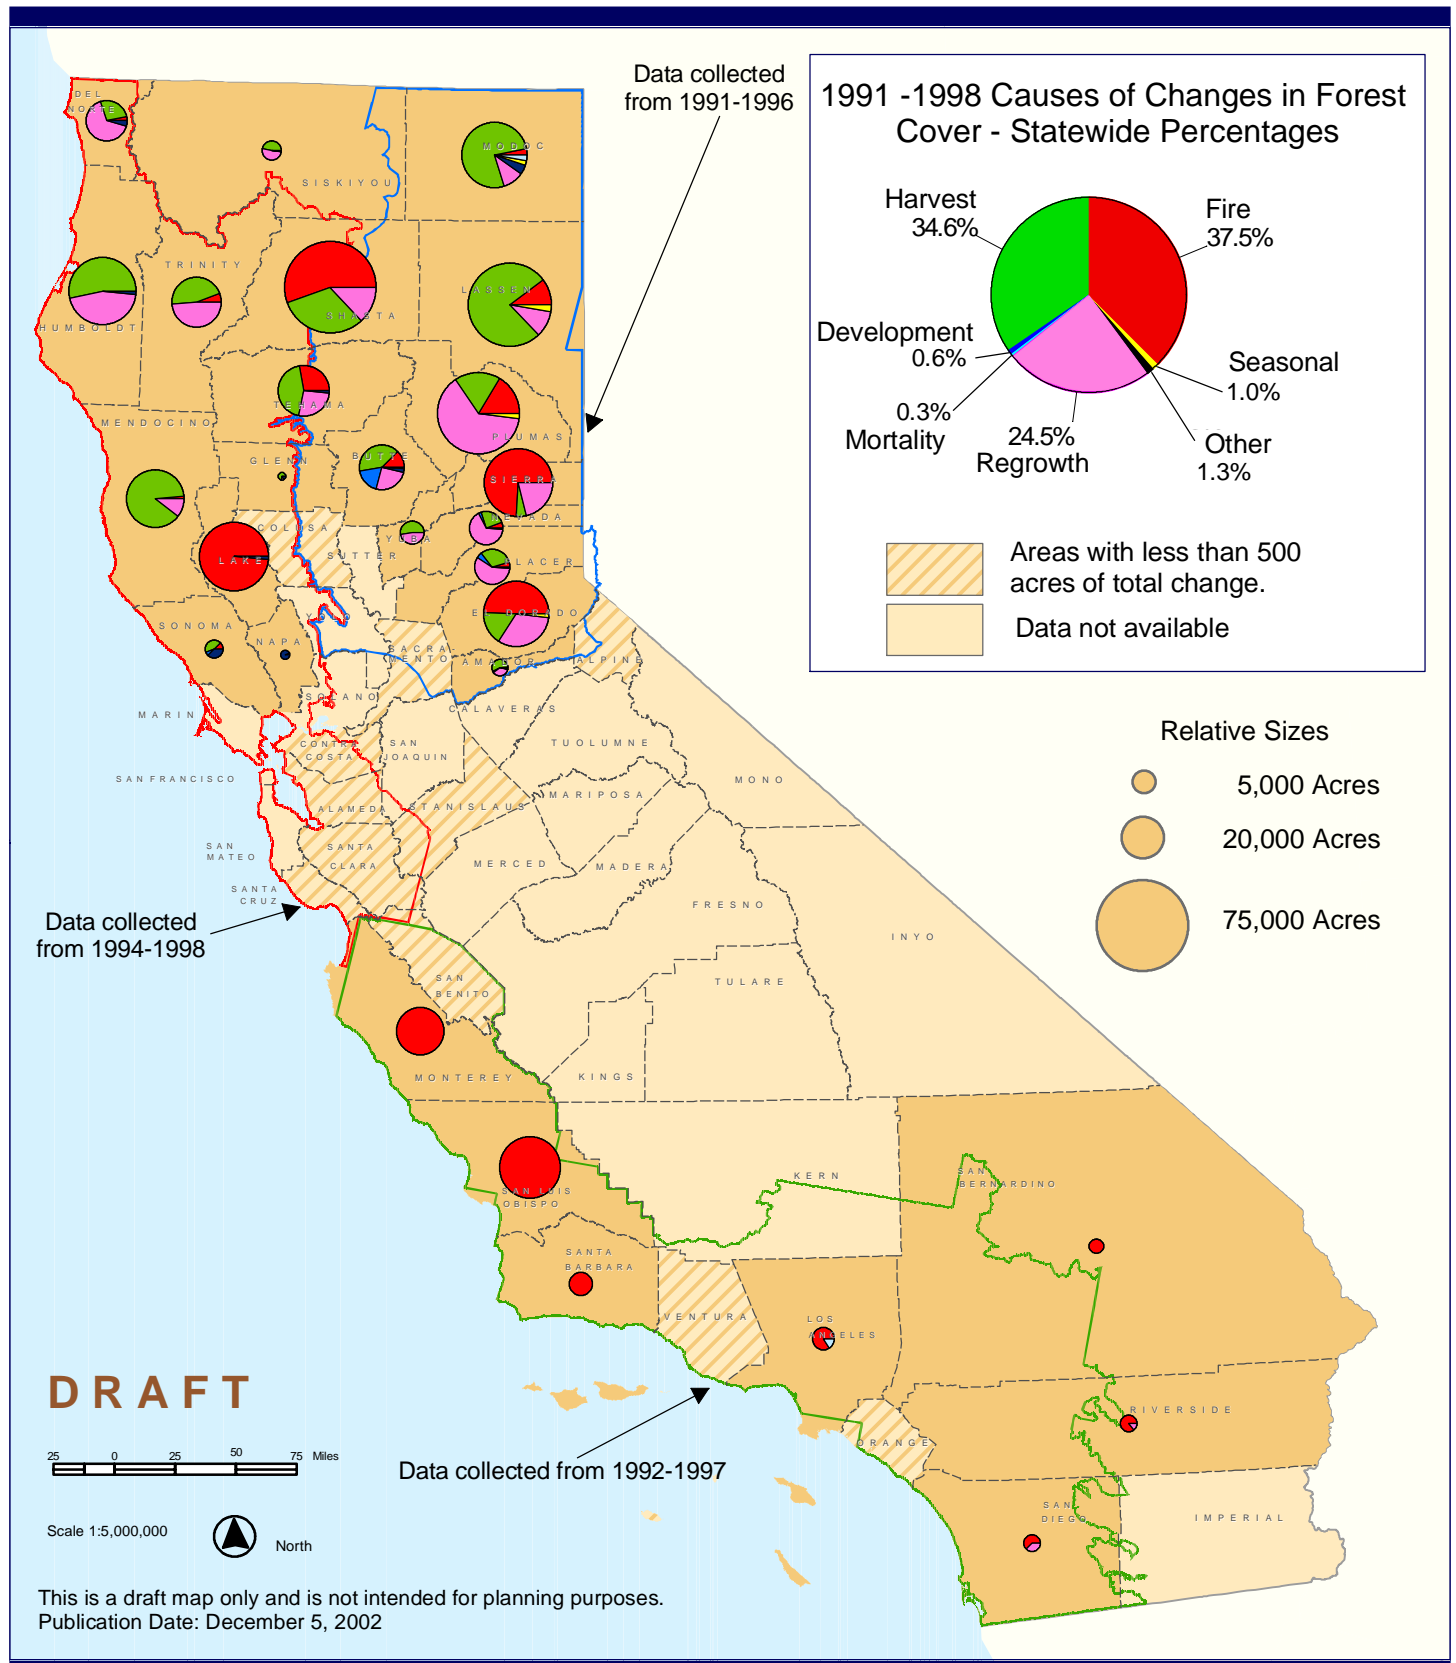 Data collected
from 1991-1996
1991 -1998 Causes of Changes in Forest
Cover - Statewide Percentages
Harvest
34.6%
Fire
37.5%
Development
0.6%
Seasonal
1.0%
0.3%
Mortality
24.5%
Regrowth
Other
1.3%
Areas with less than 500
acres of total change.
Data not available
Relative Sizes
5,000 Acres
20,000 Acres
75,000 Acres
DEL
NORTE
SISKIYOU
MODOC
TRINITY
HUMBOLDT
SHASTA
LASSEN
TEHAMA
MENDOCINO
PLUMAS
GLENN
BUTTE
SIERRA
NEVADA
COLUSA
YUBA
SUTTER
LAKE
PLACER
YOLO
EL DORADO
SONOMA
NAPA
SACRA
MENTO
AMADOR
ALPINE
SOLANO
CALAVERAS
MARIN
CONTRA
COSTA
SAN
JOAQUIN
TUOLUMNE
MONO
SAN FRANCISCO
ALAMEDA
STANISLAUS
MARIPOSA
SAN
MATEO
SANTA
CLARA
MERCED
MADERA
SANTA
CRUZ
FRESNO
INYO
Data collected
from 1994-1998
SAN
BENITO
TULARE
MONTEREY
KINGS
SAN LUIS
OBISPO
KERN
SAN
BERNARDINO
SANTA
BARBARA
VENTURA
LOS
ANGELES
ORANGE
RIVERSIDE
SAN
DIEGO
IMPERIAL
Data collected from 1992-1997
DRAFT
25 0 25 50 75 Miles
Scale 1:5,000,000
North
This is a draft map only and is not intended for planning purposes.
Publication Date: December 5, 2002